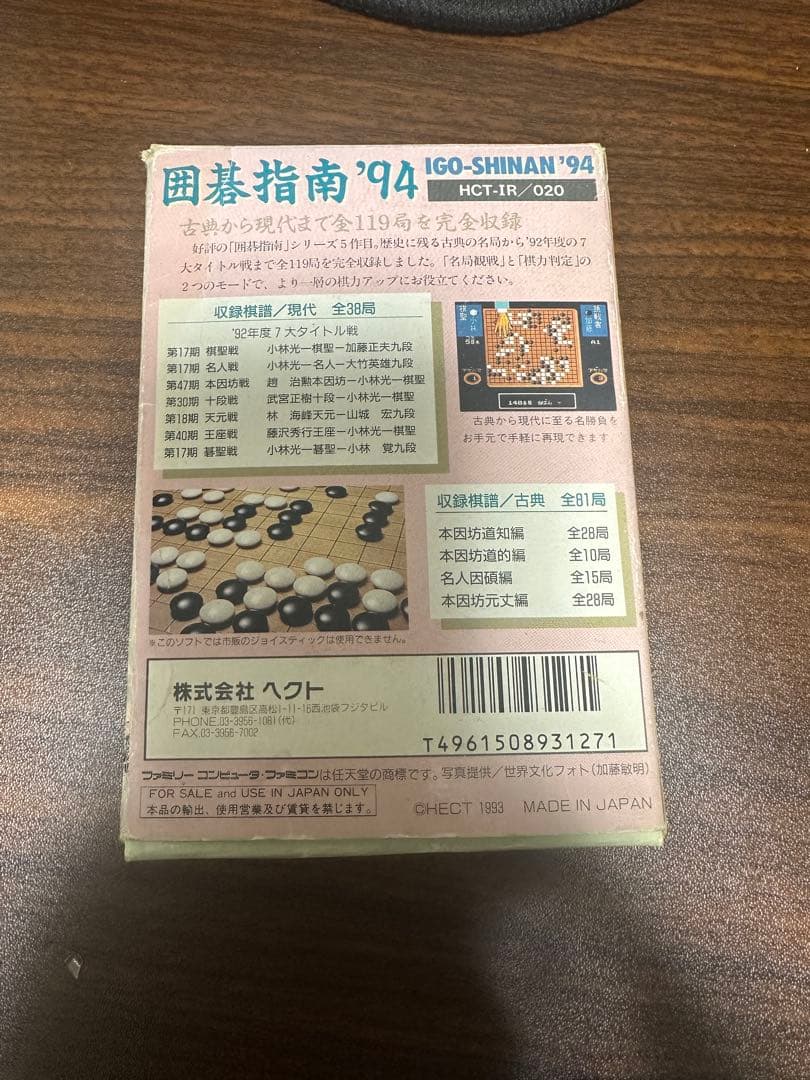 囲碁指南'94 IGO-SHINAN '94
HCT-IR/020
古典から現代まで全119局を完全収録
好評の「囲碁指南」シリーズ5作目。歴史に残る古典の名局から'92年度の7
大タイトル戦まで全119局を完全収録しました。「名局観戦」と「棋力判定」の
2つのモードで、より一層の棋力アップにお役立てください。
収録棋譜/現代 全38局
'92年度7大タイトル戦
第17期 棋聖戦 小林光一棋聖ー加藤正夫九段
第17期 名人戦 小林光一名人ー大竹英雄九段
第47期 本因坊戦 趙 治勲本因坊ー小林光一棋聖
第30期 十段戦 武宮正樹十段ー小林光一棋聖
第18期 天元戦 林 海峰天元ー山城 宏九段
第40期 王座戦 藤沢秀行王座ー小林光一棋聖
第17期 碁聖戦 小林光一碁聖ー小林 覚九段
棋聖 小林
挑戦者 加藤
A1
古典から現代に至る名勝負を
お手元で手軽に再現できます
収録棋譜/古典 全81局
本因坊道知編 全28局
本因坊道的編 全10局
名人因碩編 全15局
本因坊元丈編 全28局
※このソフトでは市販のジョイスティックは使用できません。
株式会社 ヘクト
〒171 東京都豊島区高松1-11-16西池袋フジタビル
PHONE.03-3956-1081(代)
FAX.03-3956-7002
T4961508931271
ファミリーコンピュータ・ファミコンは任天堂の商標です。写真提供/世界文化フォト(加藤敏明)
FOR SALE and USE IN JAPAN ONLY
本品の輸出、使用営業及び賃貸を禁じます。
©HECT 1993 MADE IN JAPAN